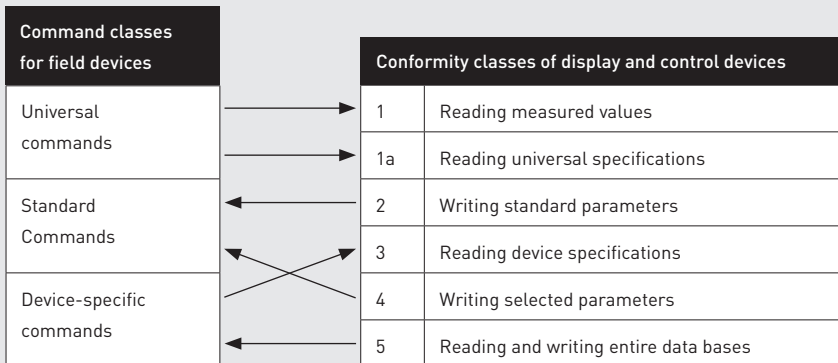 Command classes
for field devices
Conformity classes of display and control devices
Universal
commands
1 Reading measured values
1a Reading universal specifications
Standard
Commands
2 Writing standard parameters
3 Reading device specifications
Device-specific
commands
4 Writing selected parameters
5 Reading and writing entire data bases